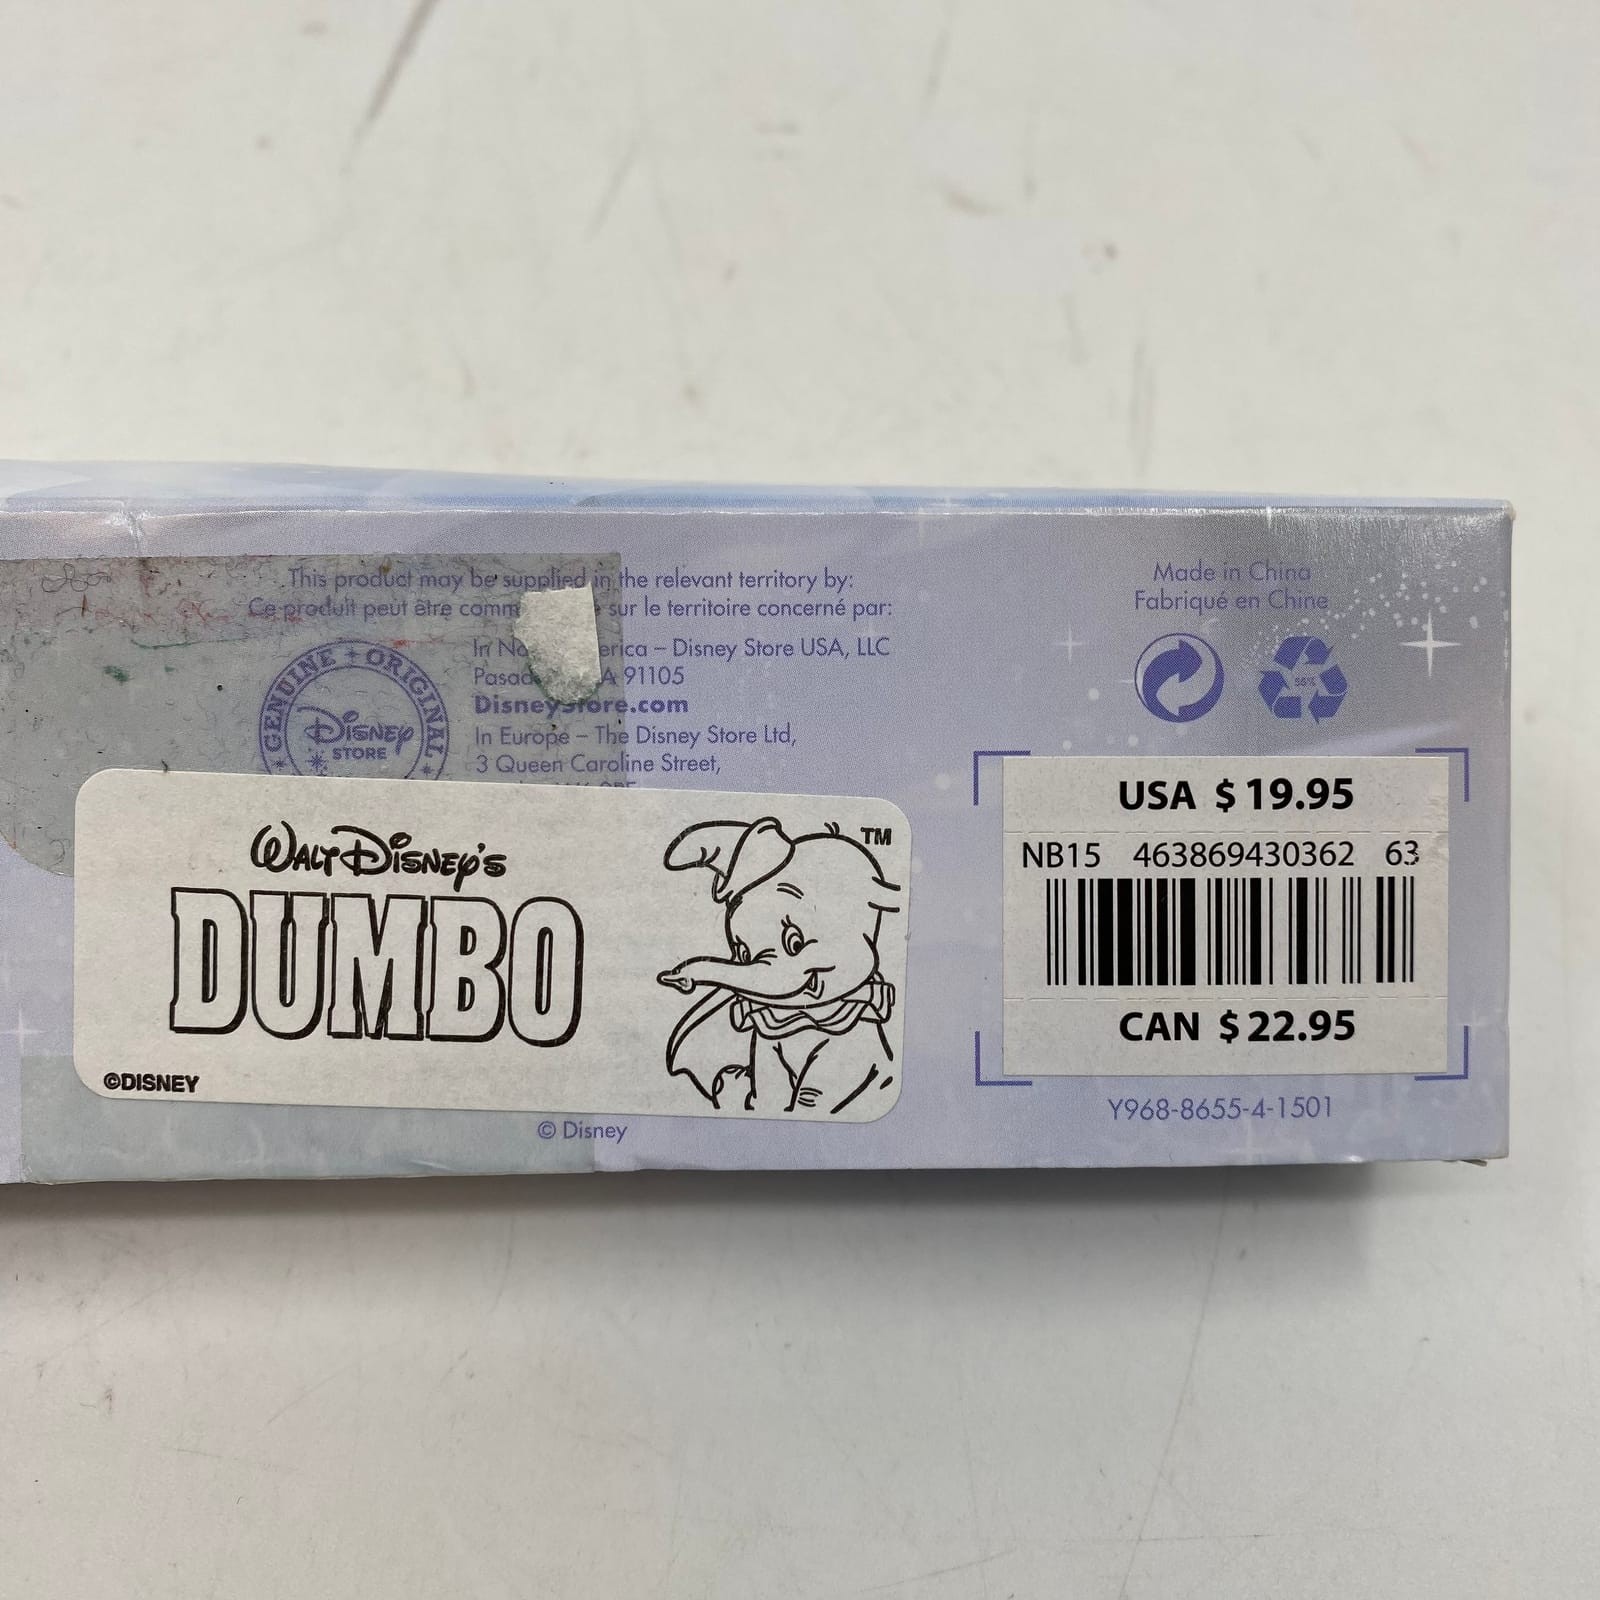 This product may be supplied in the relevant territory by:
Ce produit peut être comm sur le territoire concerné par:
GENUINE ORIGINAL
Disney
STORE
In No erica – Disney Store USA, LLC
Pasad A 91105
DisneyStore.com
In Europe – The Disney Store Ltd,
3 Queen Caroline Street,
Made in China
Fabriqué en Chine
55%
WALT DISNEY'S
DUMBO
TM
©DISNEY
© Disney
USA $19.95
NB15 463869430362 63
CAN $22.95
Y968-8655-4-1501